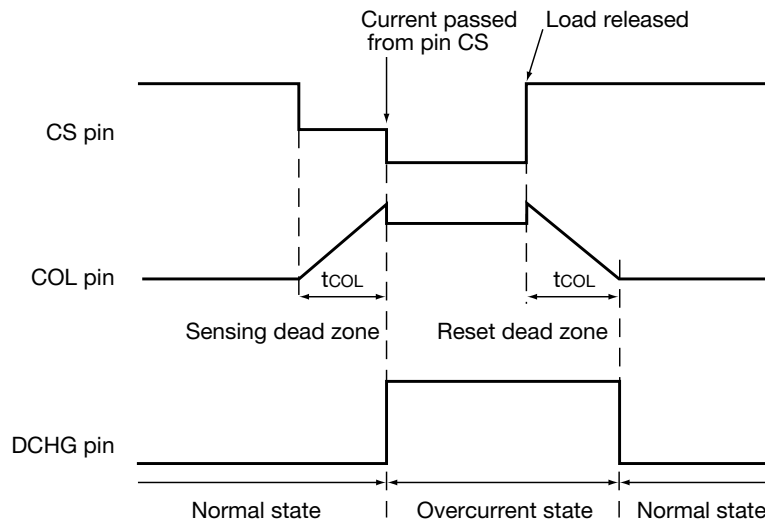 Current passed
from pin CS
Load released
CS pin
COL pin
tCOL
tCOL
Sensing dead zone
Reset dead zone
DCHG pin
Normal state
Overcurrent state
Normal state